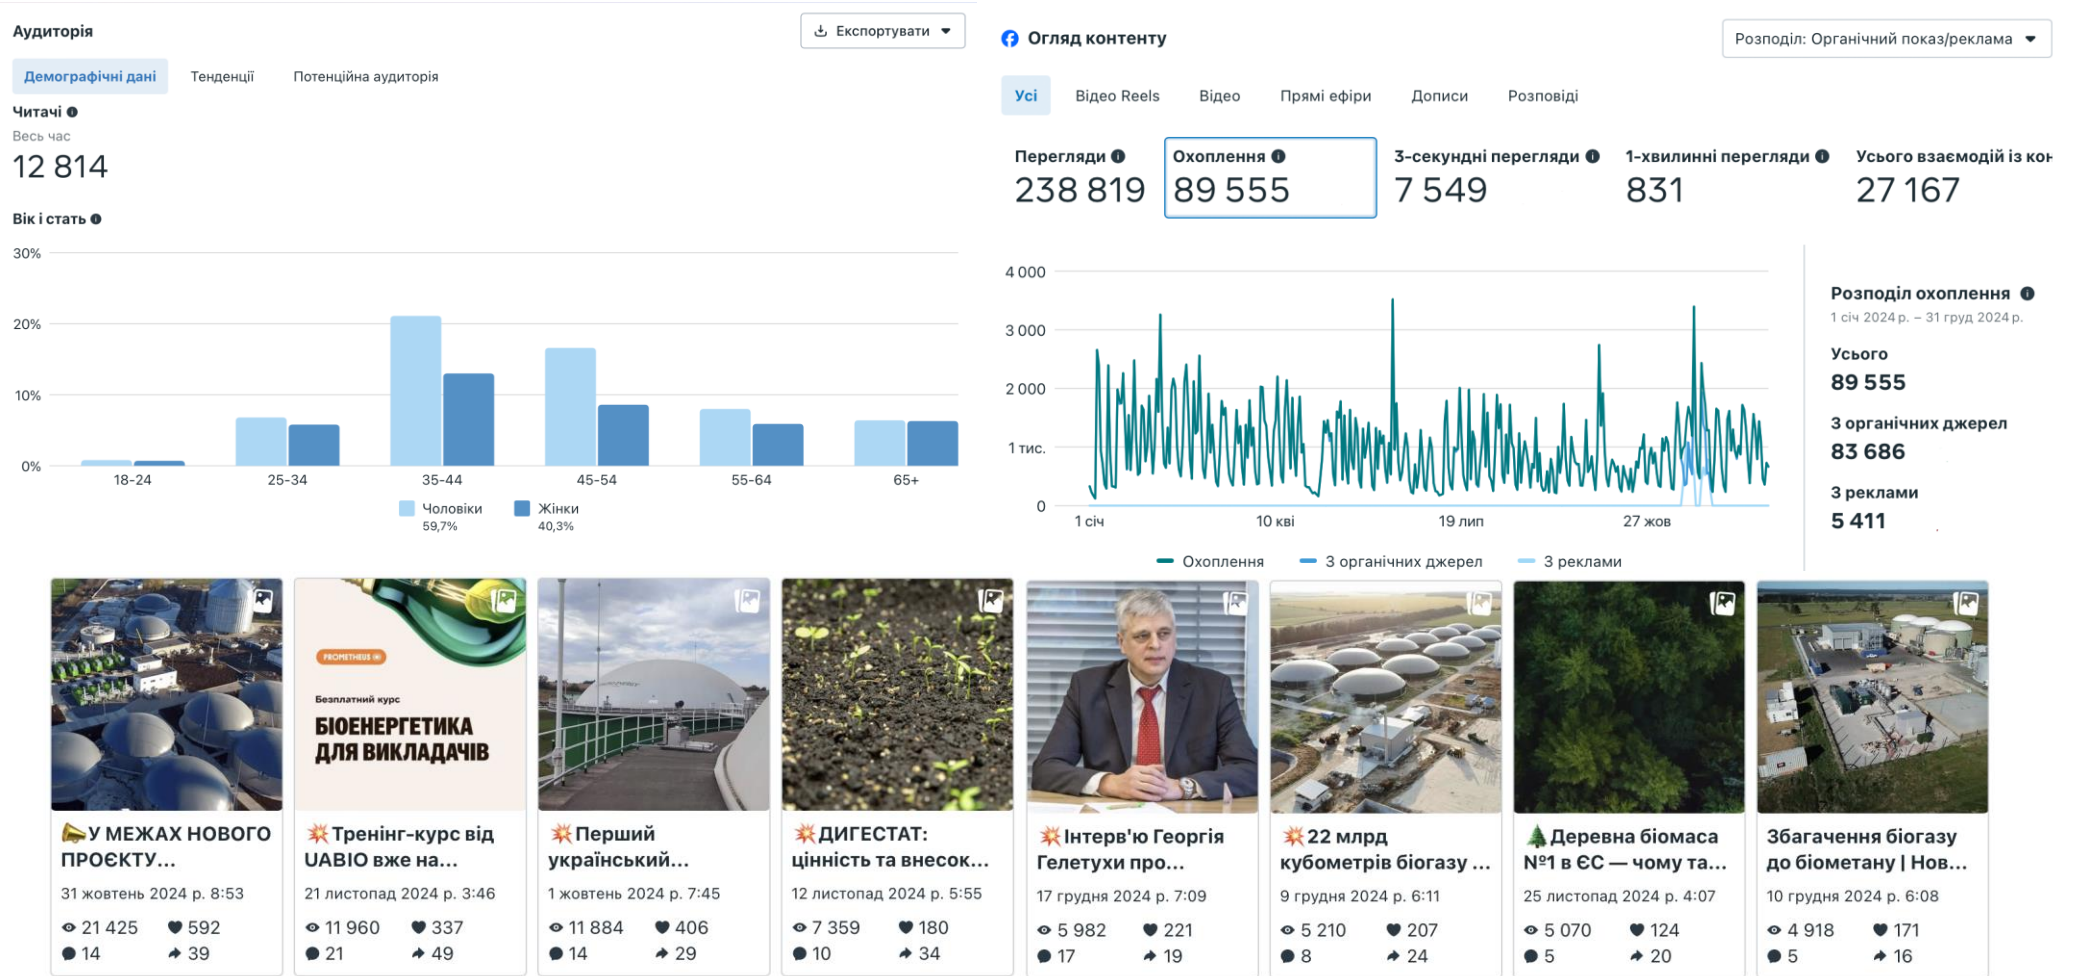 Аудиторія
Експортувати
Демографічні дані
Тенденції
Потенційна аудиторія
Читачі
Весь час
12 814
Вік і стать
30%
20%
10%
0%
18-24
25-34
35-44
45-54
55-64
65+
Чоловіки
59,7%
Жінки
40,3%
Огляд контенту
Розподіл: Органічний показ/реклама
Усі
Відео Reels
Відео
Прямі ефіри
Дописи
Розповіді
Перегляди
238 819
Охоплення
89 555
3-секундні перегляди
7 549
1-хвилинні перегляди
831
Усього взаємодій із кон
27 167
4 000
3 000
2 000
1 тис.
0
1 січ
10 кві
19 лип
27 жов
Охоплення
З органічних джерел
З реклами
Розподіл охоплення
1 січ 2024 р. – 31 груд 2024 р.
Усього
89 555
З органічних джерел
83 686
З реклами
5 411
У МЕЖАХ НОВОГО
ПРОЄКТУ...
31 жовтень 2024 р. 8:53
21 425
592
14
39
PROMETHEUS
Безплатний курс
БІОЕНЕРГЕТИКА
ДЛЯ ВИКЛАДАЧІВ
Тренінг-курс від
UABIO вже на...
21 листопад 2024 р. 3:46
11 960
337
21
49
Перший
український...
1 жовтень 2024 р. 7:45
11 884
406
14
29
ДИГЕСТАТ:
цінність та внесок...
12 листопад 2024 р. 5:55
7 359
180
10
34
Інтерв'ю Георгія
Гелетухи про...
17 грудня 2024 р. 7:09
5 982
221
17
19
22 млрд
кубометрів біогазу ...
9 грудня 2024 р. 6:11
5 210
207
8
24
Деревна біомаса
№1 в ЄС — чому та...
25 листопад 2024 р. 4:07
5 070
124
5
20
Збагачення біогазу
до біометану | Нов...
10 грудня 2024 р. 6:08
4 918
171
5
16